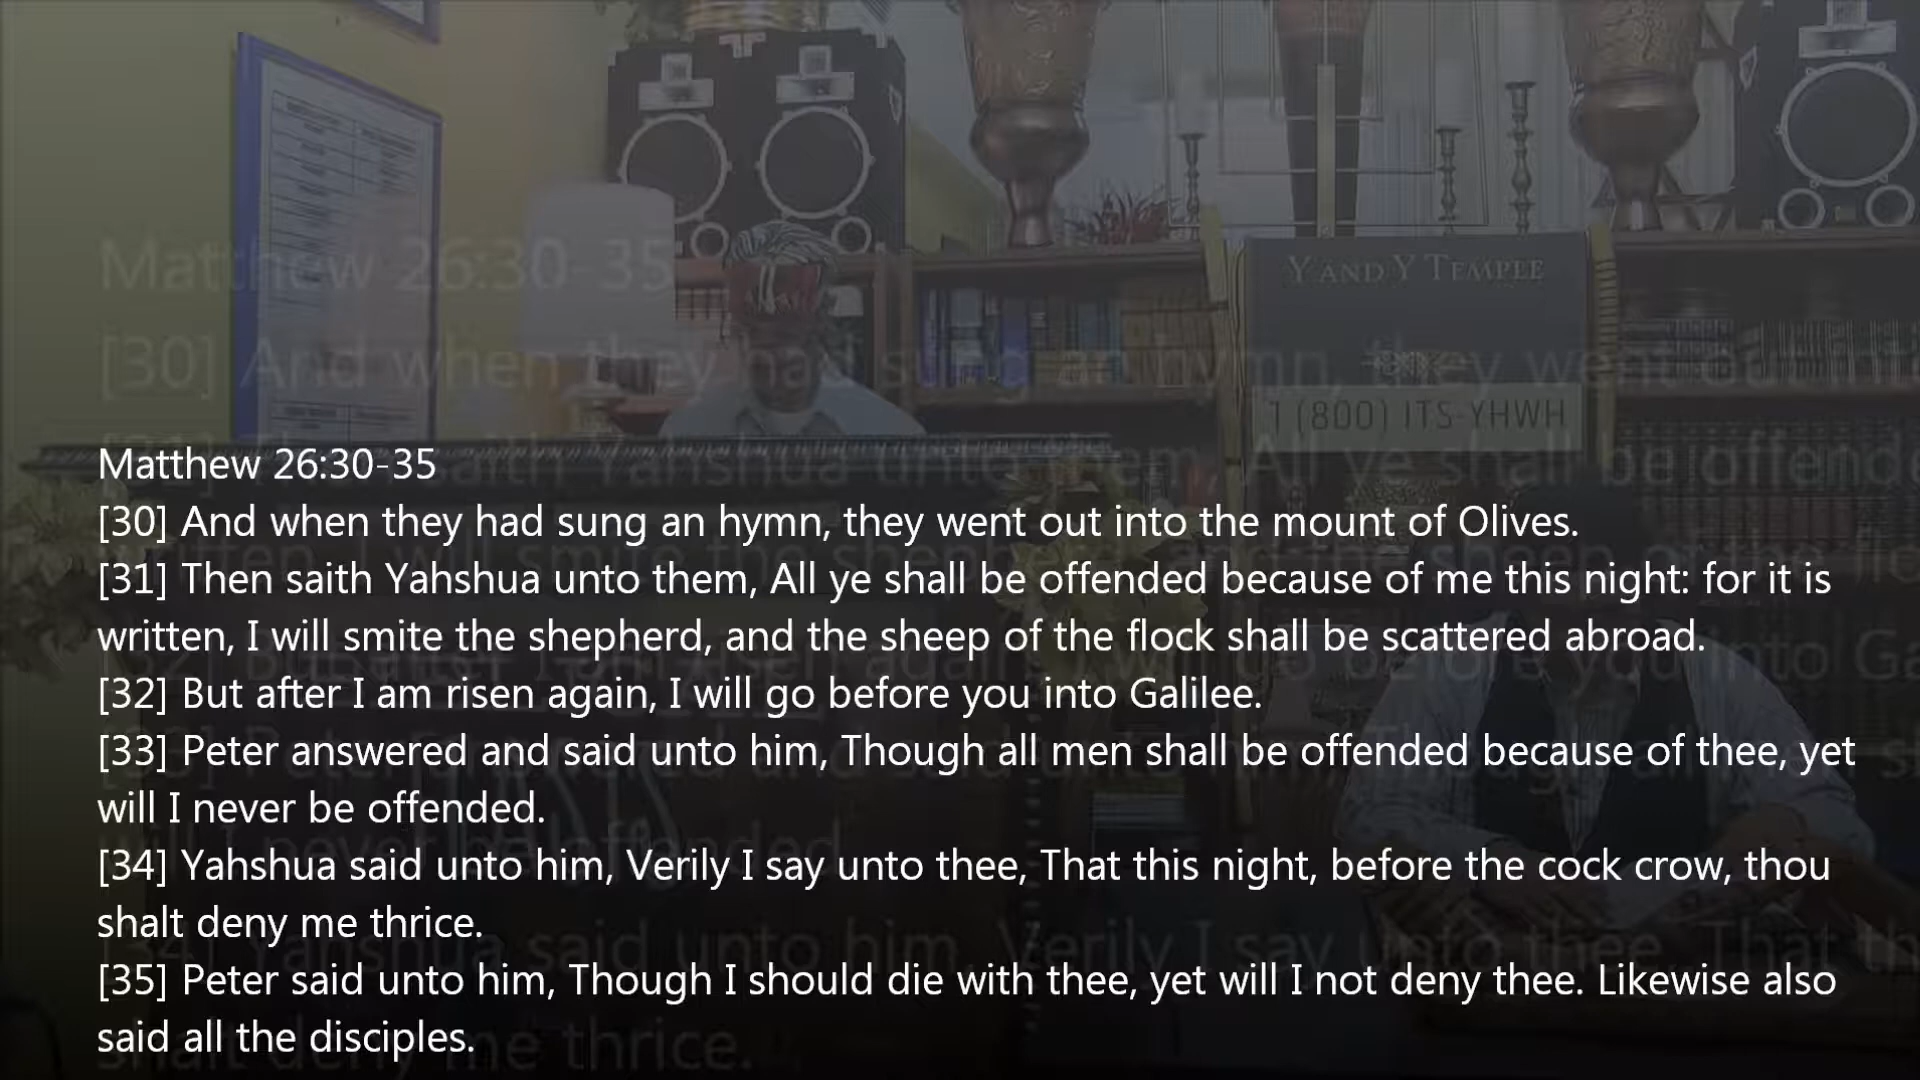 Y AND Y TEMPLE
1 (800) ITS-YHWH
Matthew 26:30-35
[30] And when they had sung an hymn, they went out into the mount of Olives.
[31] Then saith Yahshua unto them, All ye shall be offended because of me this night: for it is
written, I will smite the shepherd, and the sheep of the flock shall be scattered abroad.
[32] But after I am risen again, I will go before you into Galilee.
[33] Peter answered and said unto him, Though all men shall be offended because of thee, yet
will I never be offended.
[34] Yahshua said unto him, Verily I say unto thee, That this night, before the cock crow, thou
shalt deny me thrice.
[35] Peter said unto him, Though I should die with thee, yet will I not deny thee. Likewise also
said all the disciples.